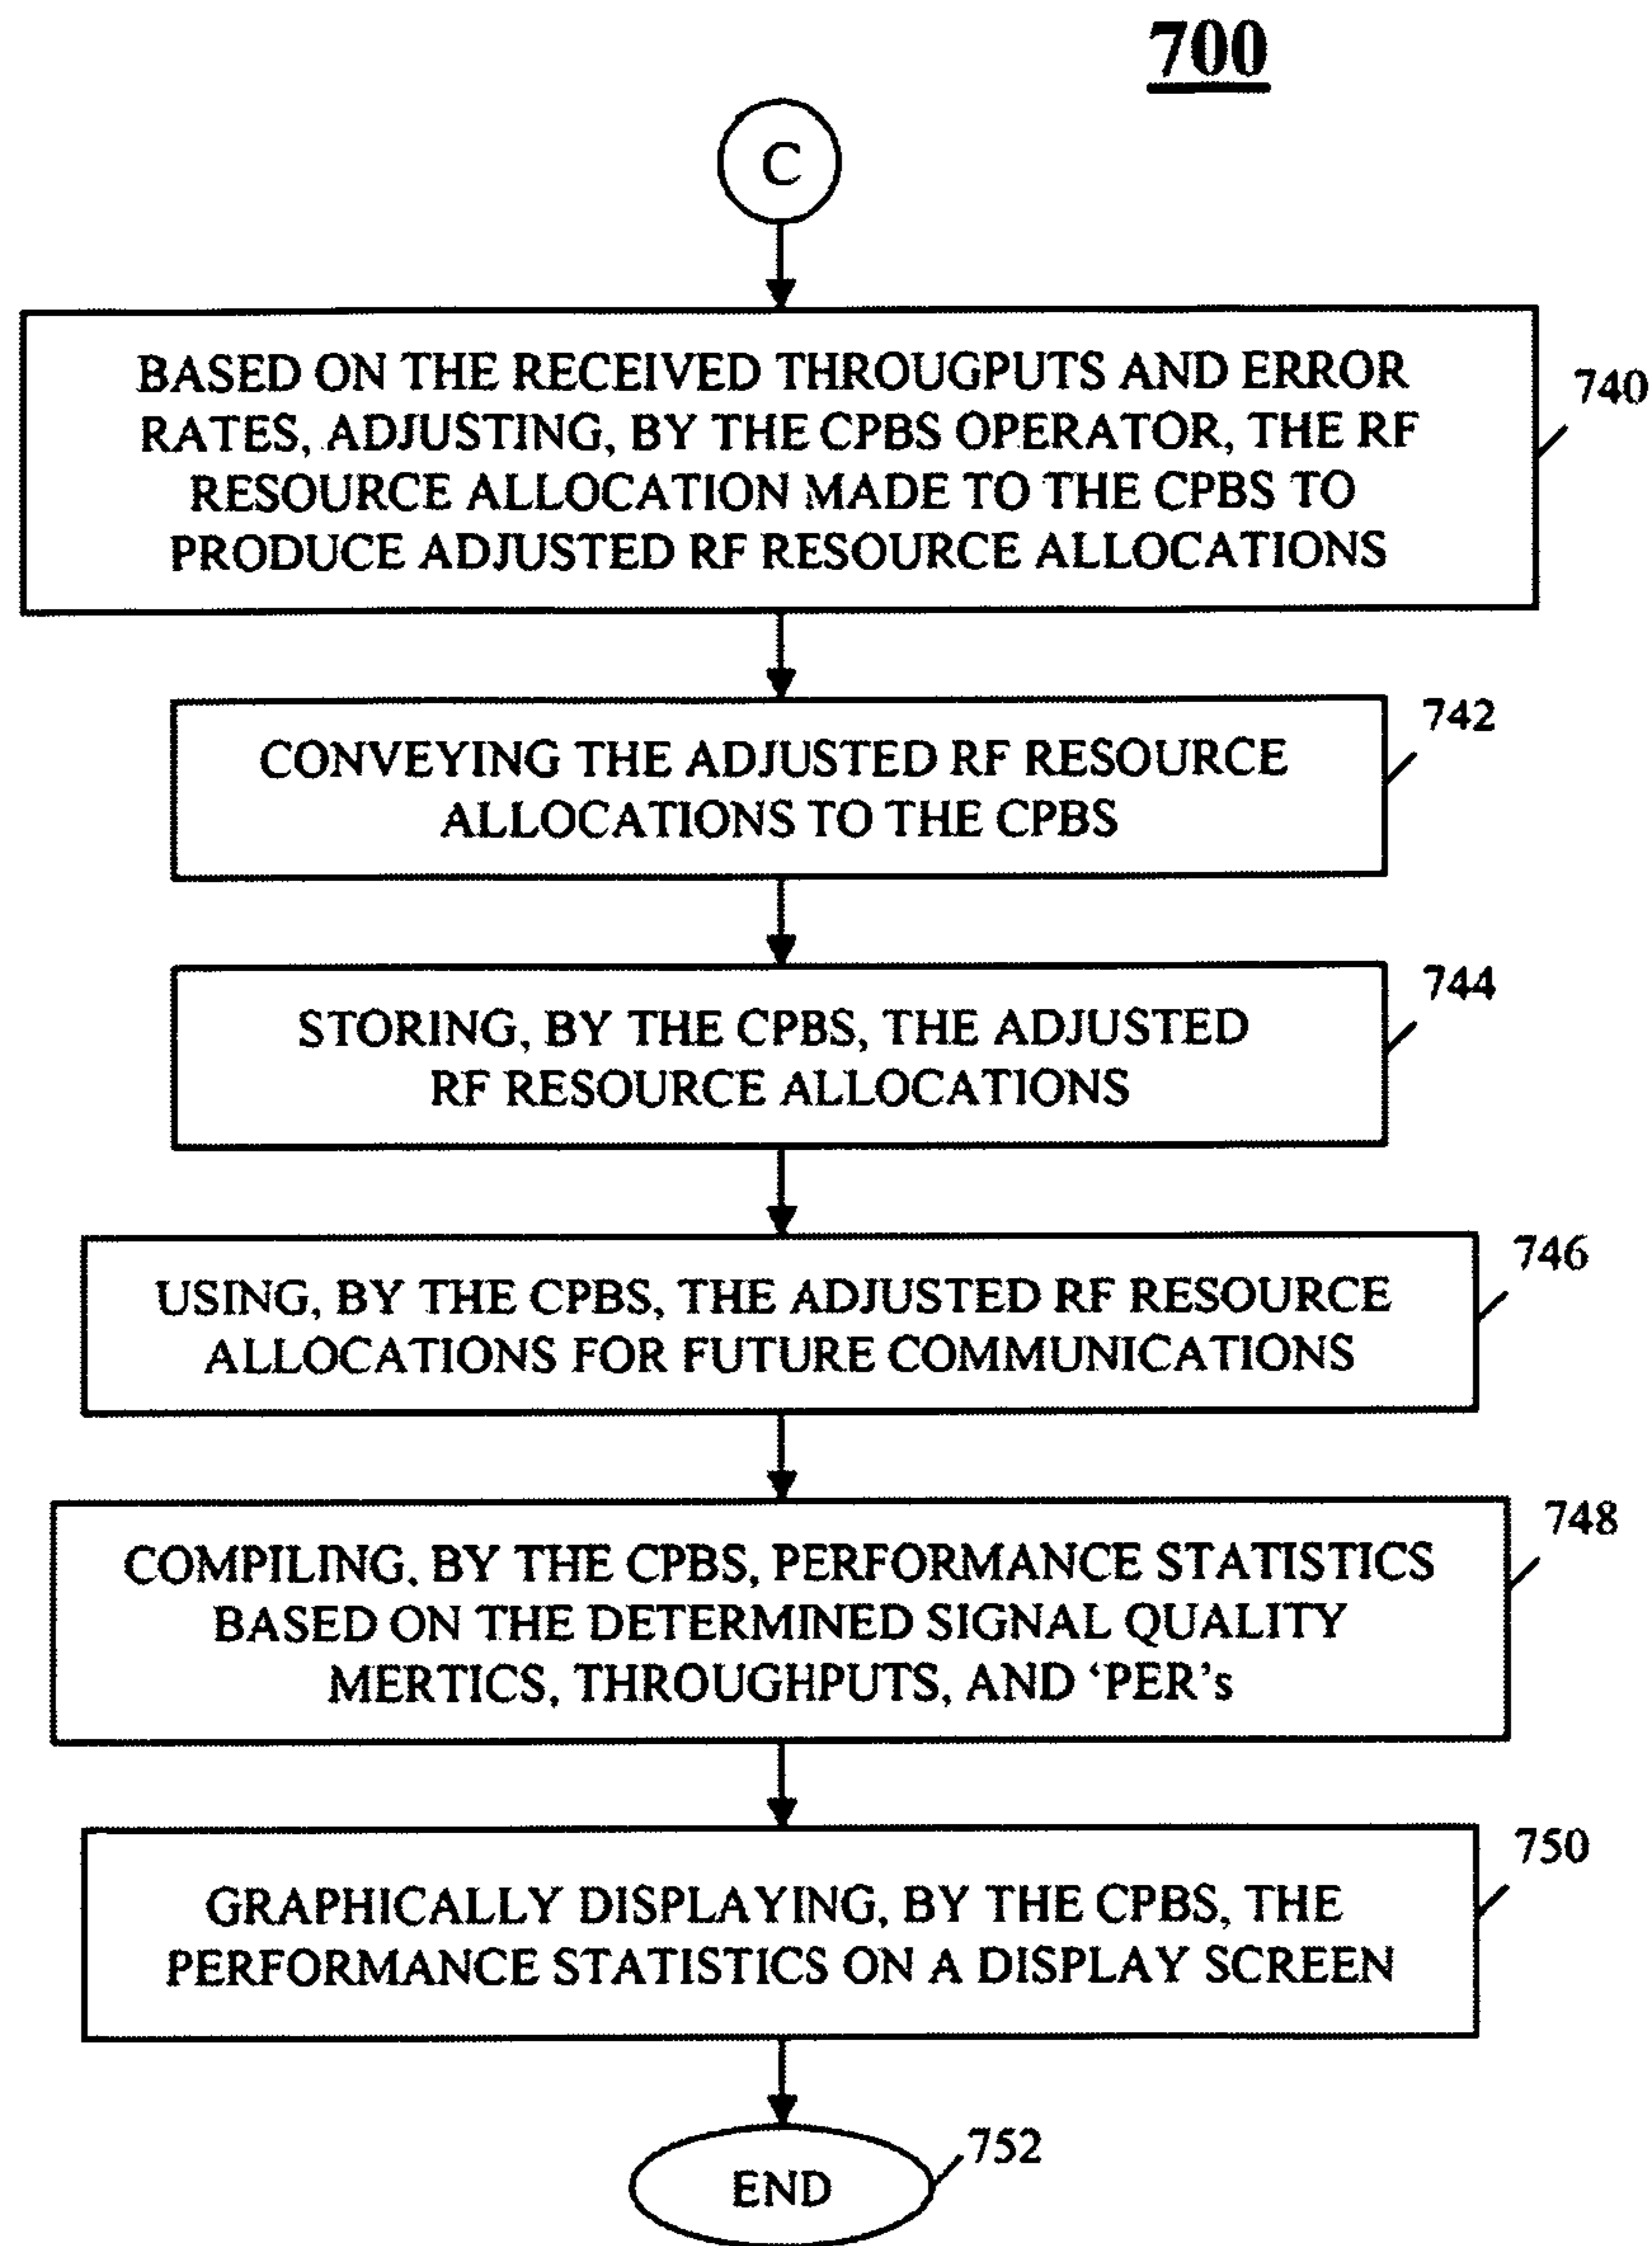 700
C
BASED ON THE RECEIVED THROUGPUTS AND ERROR
RATES, ADJUSTING, BY THE CPBS OPERATOR, THE RF
RESOURCE ALLOCATION MADE TO THE CPBS TO
PRODUCE ADJUSTED RF RESOURCE ALLOCATIONS
740
CONVEYING THE ADJUSTED RF RESOURCE
ALLOCATIONS TO THE CPBS
742
STORING, BY THE CPBS, THE ADJUSTED
RF RESOURCE ALLOCATIONS
744
USING, BY THE CPBS, THE ADJUSTED RF RESOURCE
ALLOCATIONS FOR FUTURE COMMUNICATIONS
746
COMPILING, BY THE CPBS, PERFORMANCE STATISTICS
BASED ON THE DETERMINED SIGNAL QUALITY
MERTICS, THROUGHPUTS, AND ‘PER’s
748
GRAPHICALLY DISPLAYING, BY THE CPBS, THE
PERFORMANCE STATISTICS ON A DISPLAY SCREEN
750
END
752